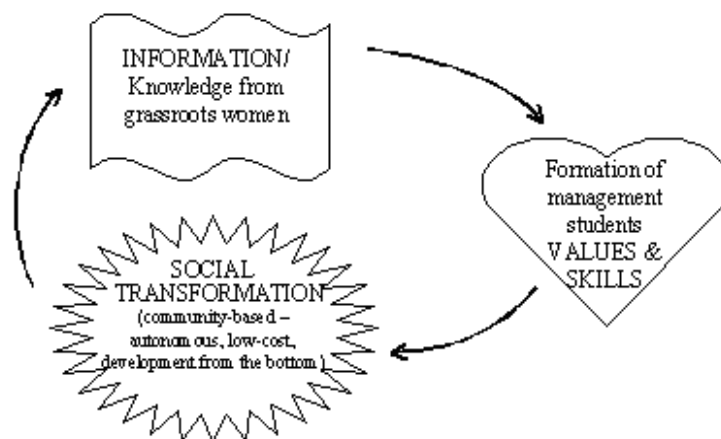 INFORMATION/
Knowledge from
grassroots women
Formation of
management
students
VALUES &
SKILLS
SOCIAL
TRANSFORMATION
(community-based –
autonomous, low-cost,
development from the bottom)